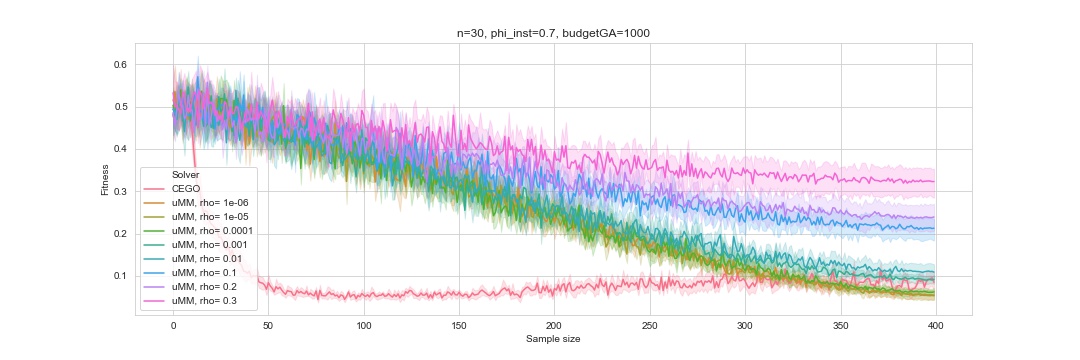 n=30, phi_inst=0.7, budgetGA=1000
Fitness
0.6
0.5
0.4
0.3
0.2
0.1
Solver
CEGO
uMM, rho= 1e-06
uMM, rho= 1e-05
uMM, rho= 0.0001
uMM, rho= 0.001
uMM, rho= 0.01
uMM, rho= 0.1
uMM, rho= 0.2
uMM, rho= 0.3
0 50 100 150 200 250 300 350 400
Sample size